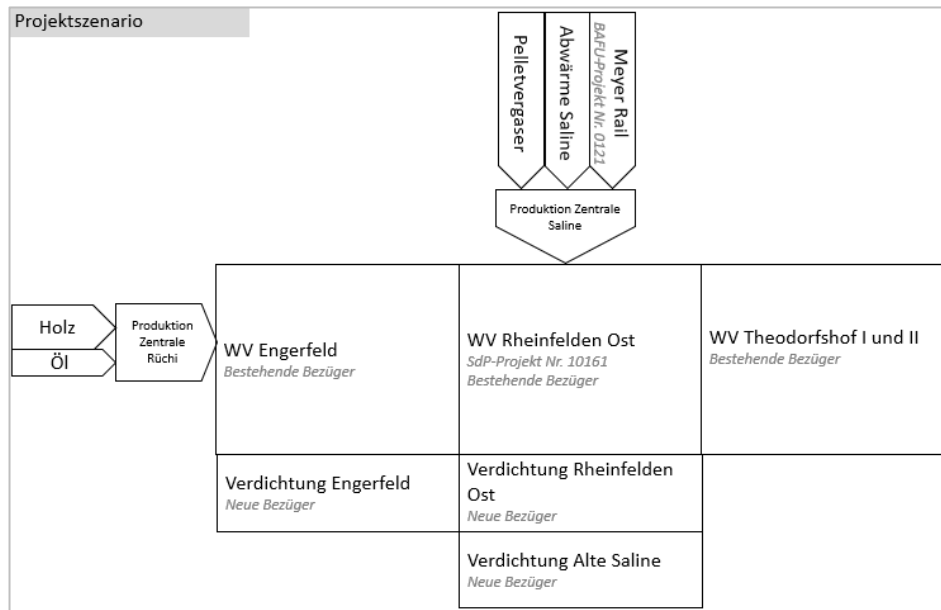 Projektszenario
Pelletvergaser
Abwärme Saline
Meyer Rail
BAFU-Projekt Nr. 0121
Produktion Zentrale
Saline
Holz
Öl
Produktion
Zentrale
Rüchi
WV Engerfeld
Bestehende Bezüger
WV Rheinfelden Ost
SdP-Projekt Nr. 10161
Bestehende Bezüger
WV Theodorfshof I und II
Bestehende Bezüger
Verdichtung Engerfeld
Neue Bezüger
Verdichtung Rheinfelden
Ost
Neue Bezüger
Verdichtung Alte Saline
Neue Bezüger